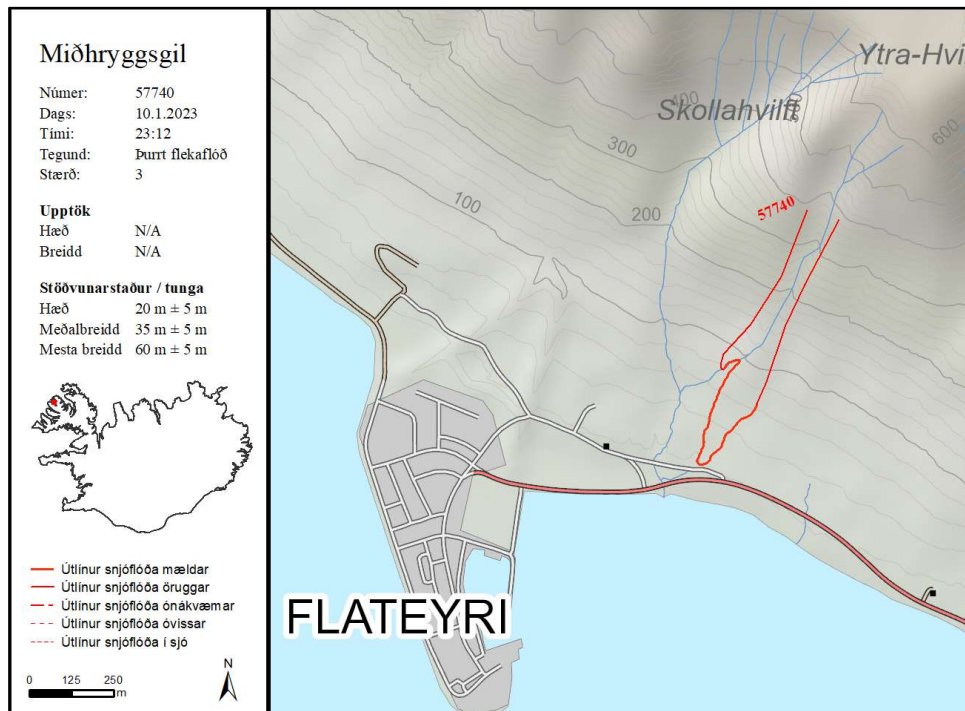 Miðhryggsgil
Númer: 57740
Dags: 10.1.2023
Tími: 23:12
Tegund: Þurrt flekaflóð
Stærð: 3
Upptök
Hæð N/A
Breidd N/A
Stöðvunarstaður / tunga
Hæð 20 m ± 5 m
Meðalbreidd 35 m ± 5 m
Mesta breidd 60 m ± 5 m
Útlínur snjóflóða mældar
Útlínur snjóflóða öruggar
Útlínur snjóflóða ónákvæmar
Útlínur snjóflóða óvissar
Útlínur snjóflóða í sjó
0 125 250
m
N
Ytra-Hvi
Skollahvilft
400
300
600
100
200
57740
FLATEYRI